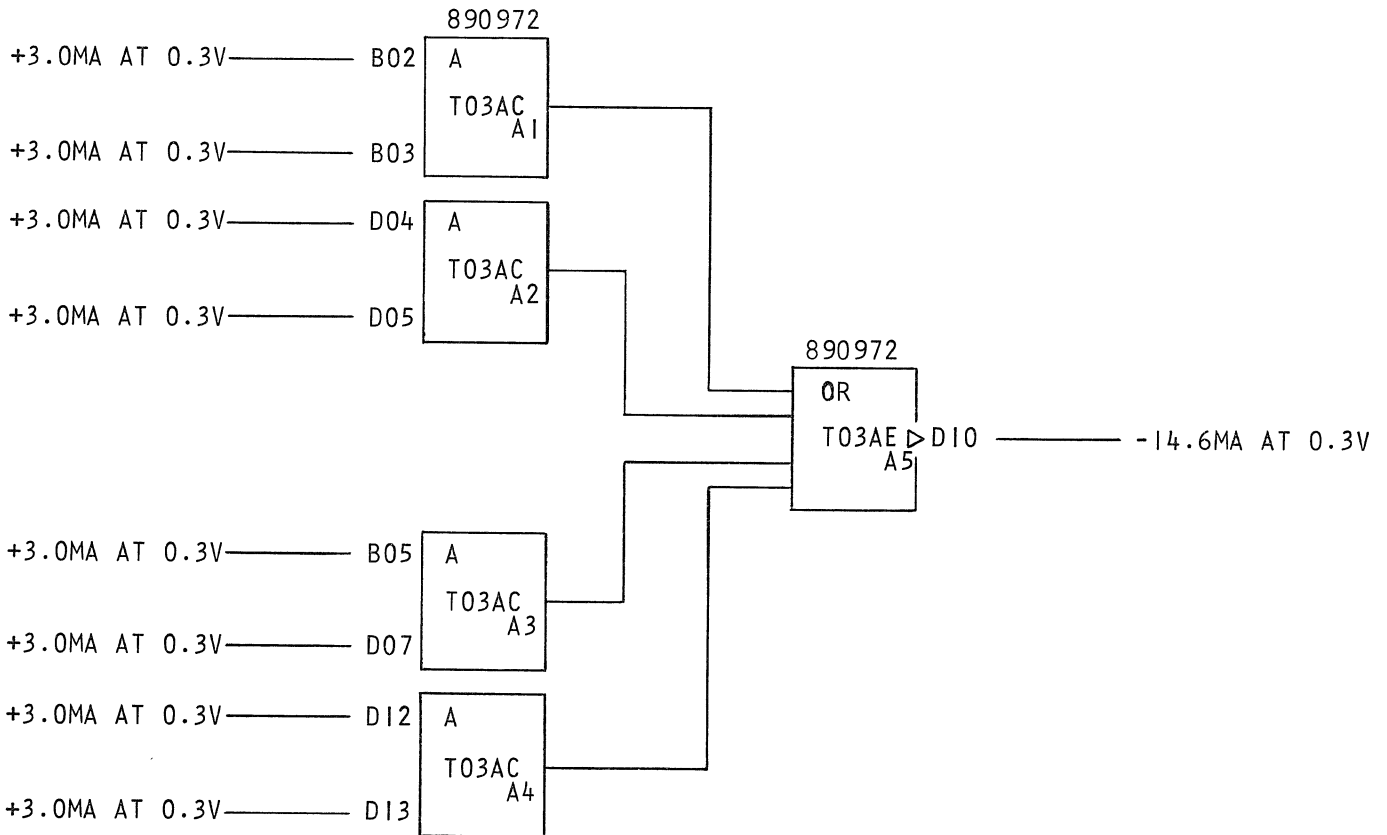 890972
+3.0MA AT 0.3V B02 A
T03AC
A1
+3.0MA AT 0.3V B03
+3.0MA AT 0.3V D04 A
T03AC
A2
+3.0MA AT 0.3V D05
890972
OR
T03AE D10 -14.6MA AT 0.3V
A5
+3.0MA AT 0.3V B05 A
T03AC
A3
+3.0MA AT 0.3V D07
+3.0MA AT 0.3V D12 A
T03AC
A4
+3.0MA AT 0.3V D13